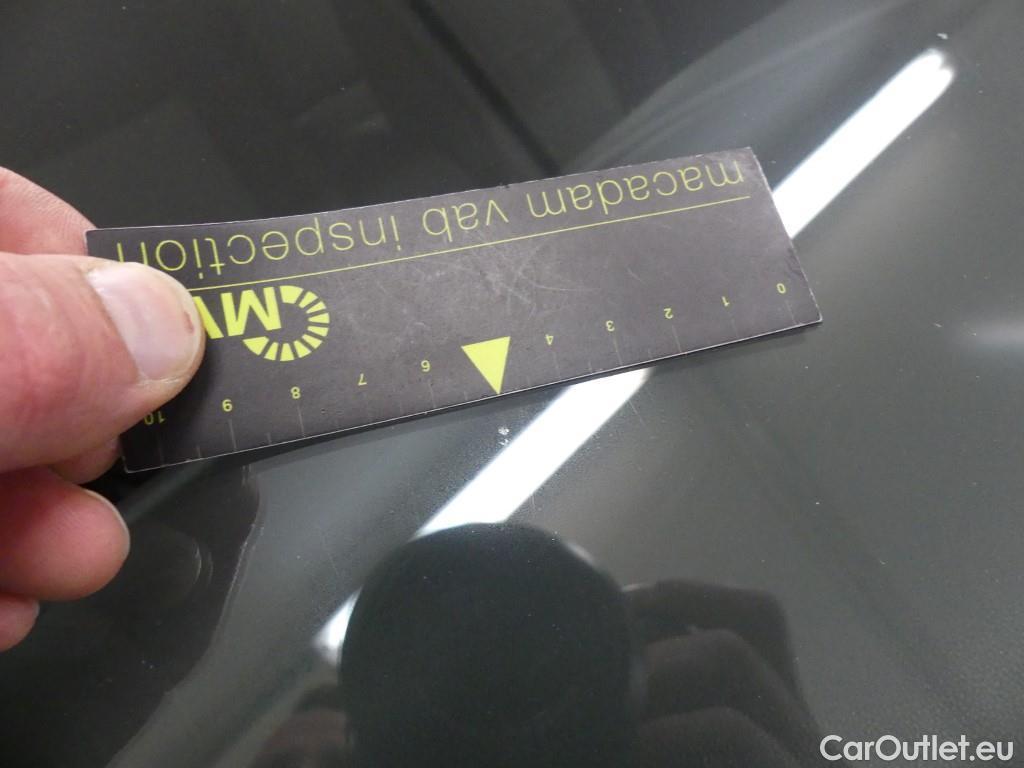 macadam vab inspection
MV
0 1 2 3 4 6 7 8 9 10
CarOutlet.eu